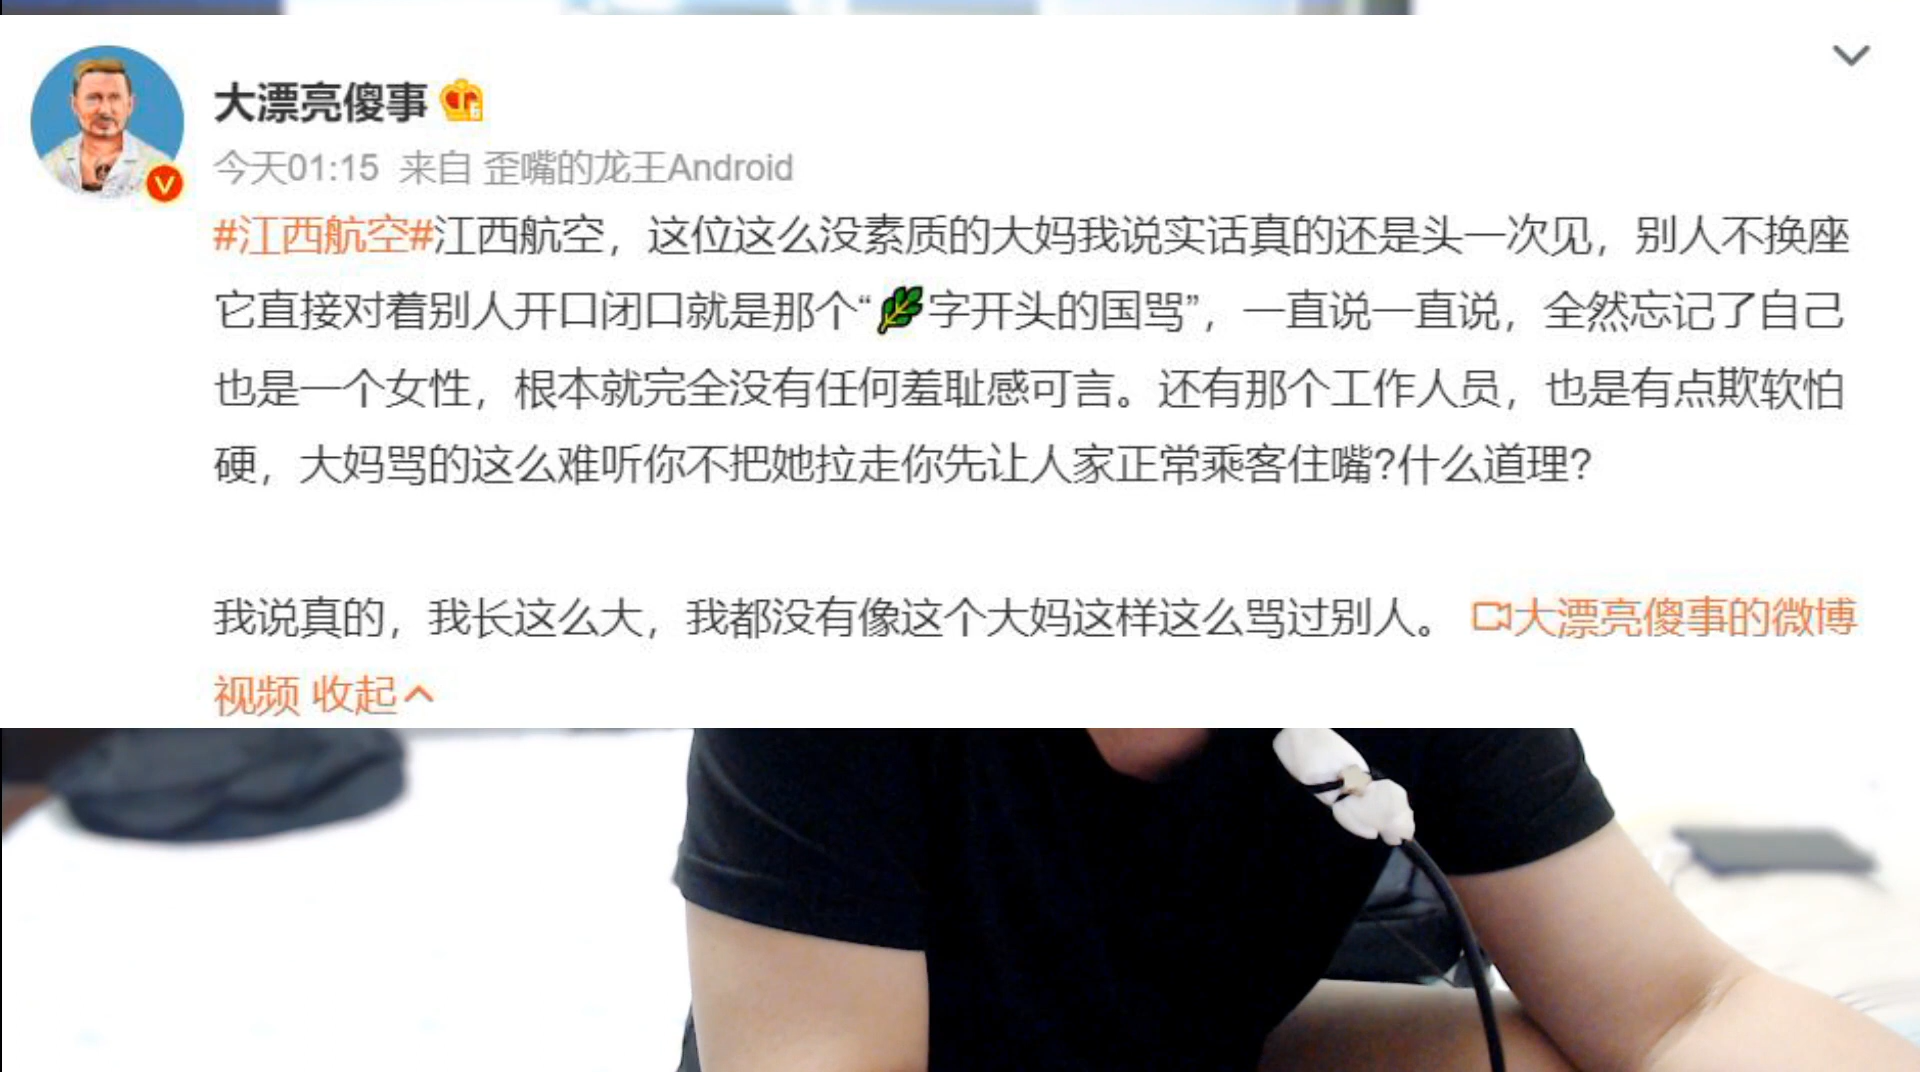 大漂亮傻事
今天01:15 来自 歪嘴的龙王Android
#江西航空#江西航空，这位这么没素质的大妈我说实话真的还是头一次见，别人不换座
它直接对着别人开口闭口就是那个“🌿字开头的国骂”，一直说一直说，全然忘记了自己
也是一个女性，根本就完全没有任何羞耻感可言。还有那个工作人员，也是有点欺软怕
硬，大妈骂的这么难听你不把她拉走你先让人家正常乘客住嘴?什么道理?
我说真的，我长这么大，我都没有像这个大妈这样这么骂过别人。 大漂亮傻事的微博
视频 收起